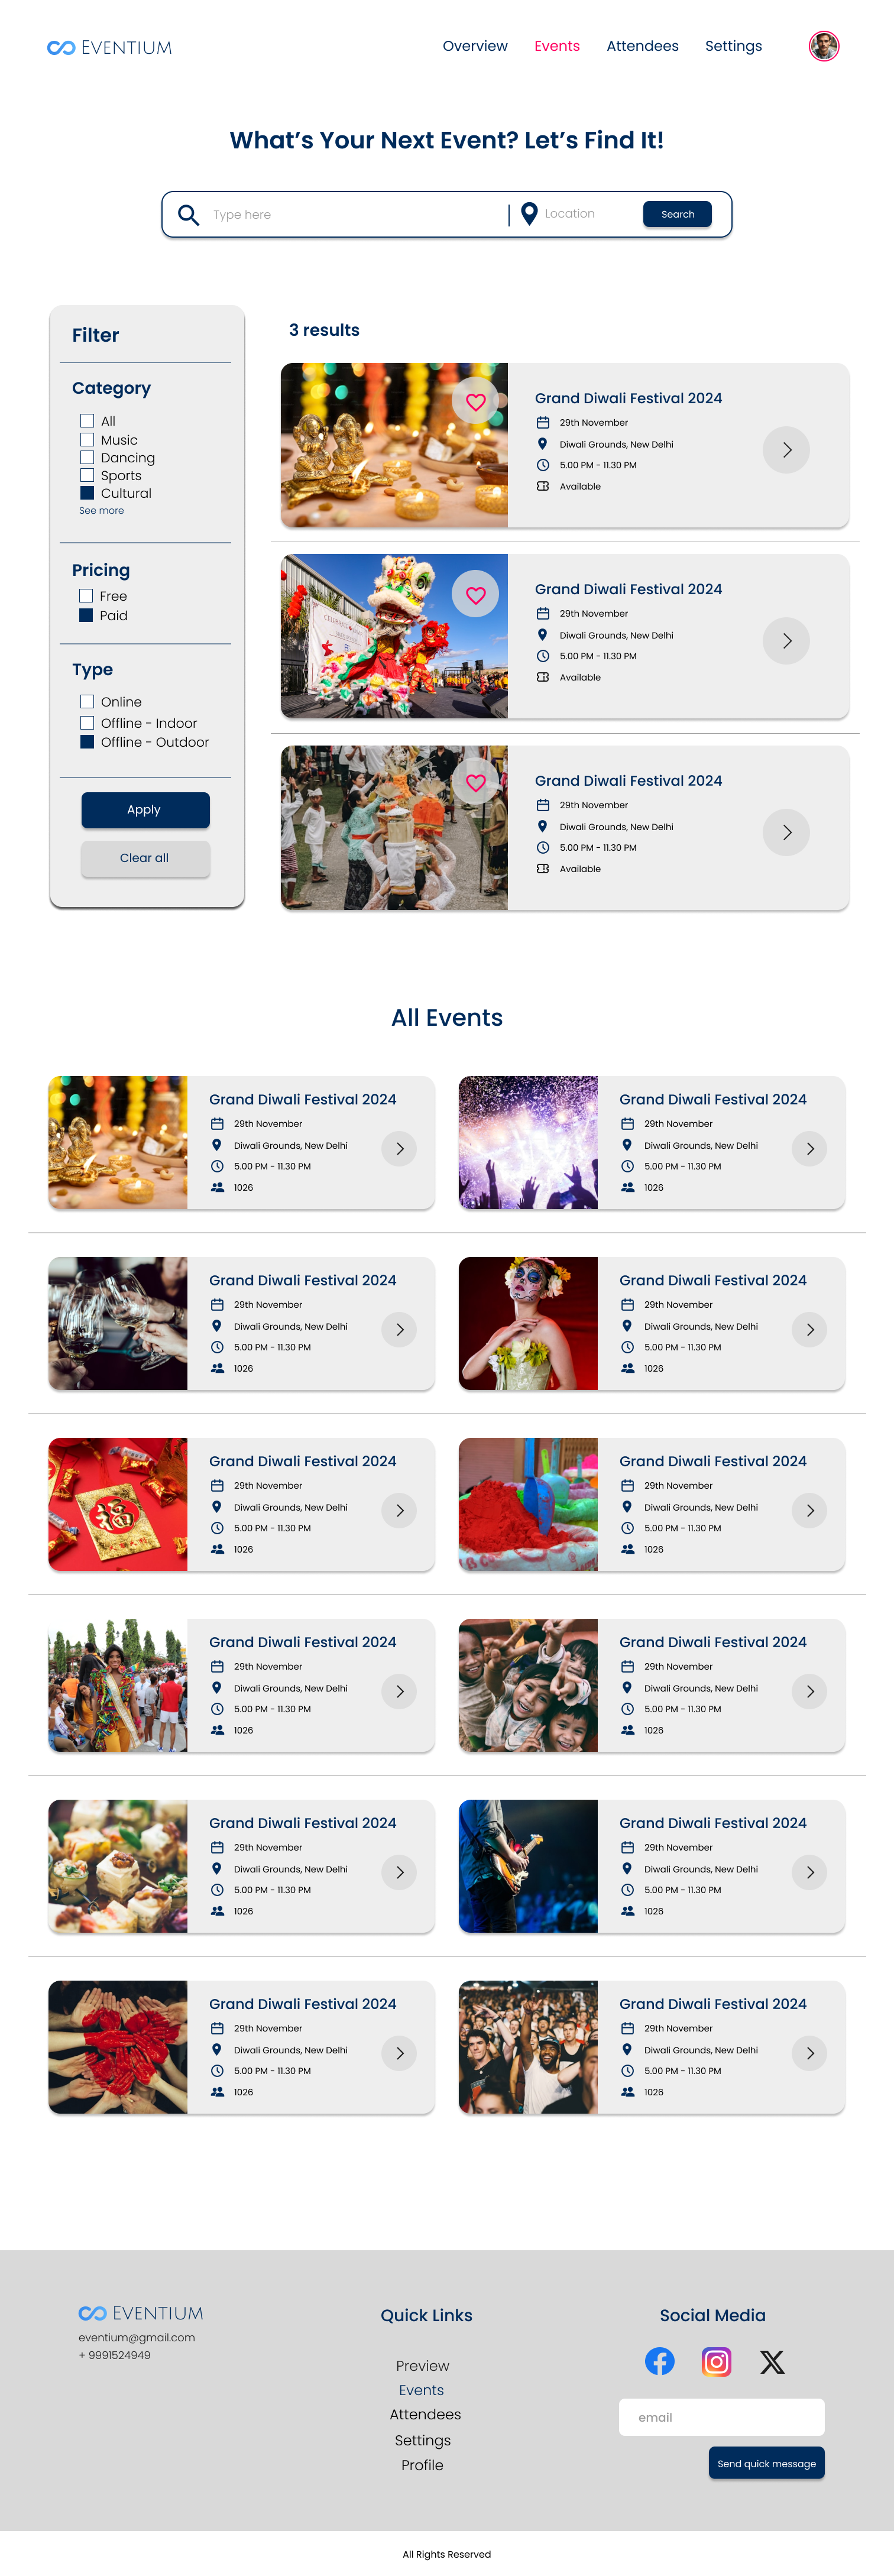 EVENTIUM
Overview
Events
Attendees
Settings
What's Your Next Event? Let's Find It!
Type here
Location
Search
Filter
Category
All
Music
Dancing
Sports
Cultural
See more
Pricing
Free
Paid
Type
Online
Offline - Indoor
Offline - Outdoor
Apply
Clear all
3 results
Grand Diwali Festival 2024
29th November
Diwali Grounds, New Delhi
5.00 PM - 11.30 PM
Available
Grand Diwali Festival 2024
29th November
Diwali Grounds, New Delhi
5.00 PM - 11.30 PM
Available
Grand Diwali Festival 2024
29th November
Diwali Grounds, New Delhi
5.00 PM - 11.30 PM
Available
All Events
Grand Diwali Festival 2024
29th November
Diwali Grounds, New Delhi
5.00 PM - 11.30 PM
1026
Grand Diwali Festival 2024
29th November
Diwali Grounds, New Delhi
5.00 PM - 11.30 PM
1026
Grand Diwali Festival 2024
29th November
Diwali Grounds, New Delhi
5.00 PM - 11.30 PM
1026
Grand Diwali Festival 2024
29th November
Diwali Grounds, New Delhi
5.00 PM - 11.30 PM
1026
福
Grand Diwali Festival 2024
29th November
Diwali Grounds, New Delhi
5.00 PM - 11.30 PM
1026
Grand Diwali Festival 2024
29th November
Diwali Grounds, New Delhi
5.00 PM - 11.30 PM
1026
Grand Diwali Festival 2024
29th November
Diwali Grounds, New Delhi
5.00 PM - 11.30 PM
1026
Grand Diwali Festival 2024
29th November
Diwali Grounds, New Delhi
5.00 PM - 11.30 PM
1026
Grand Diwali Festival 2024
29th November
Diwali Grounds, New Delhi
5.00 PM - 11.30 PM
1026
Grand Diwali Festival 2024
29th November
Diwali Grounds, New Delhi
5.00 PM - 11.30 PM
1026
Grand Diwali Festival 2024
29th November
Diwali Grounds, New Delhi
5.00 PM - 11.30 PM
1026
Grand Diwali Festival 2024
29th November
Diwali Grounds, New Delhi
5.00 PM - 11.30 PM
1026
EVENTIUM
eventium@gmail.com
+ 9991524949
Quick Links
Preview
Events
Attendees
Settings
Profile
Social Media
email
Send quick message
All Rights Reserved